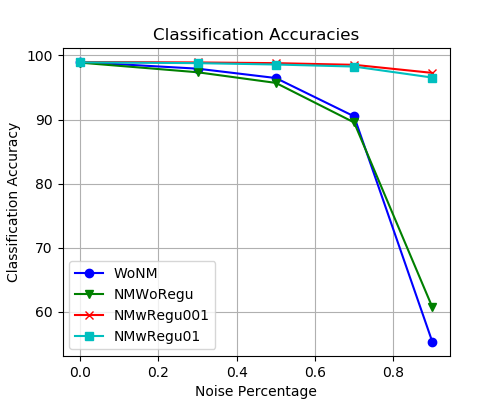 Classification Accuracies
100
90
80
70
60
Classification Accuracy
WoNM
NMWoRegu
NMwRegu001
NMwRegu01
0.0 0.2 0.4 0.6 0.8
Noise Percentage